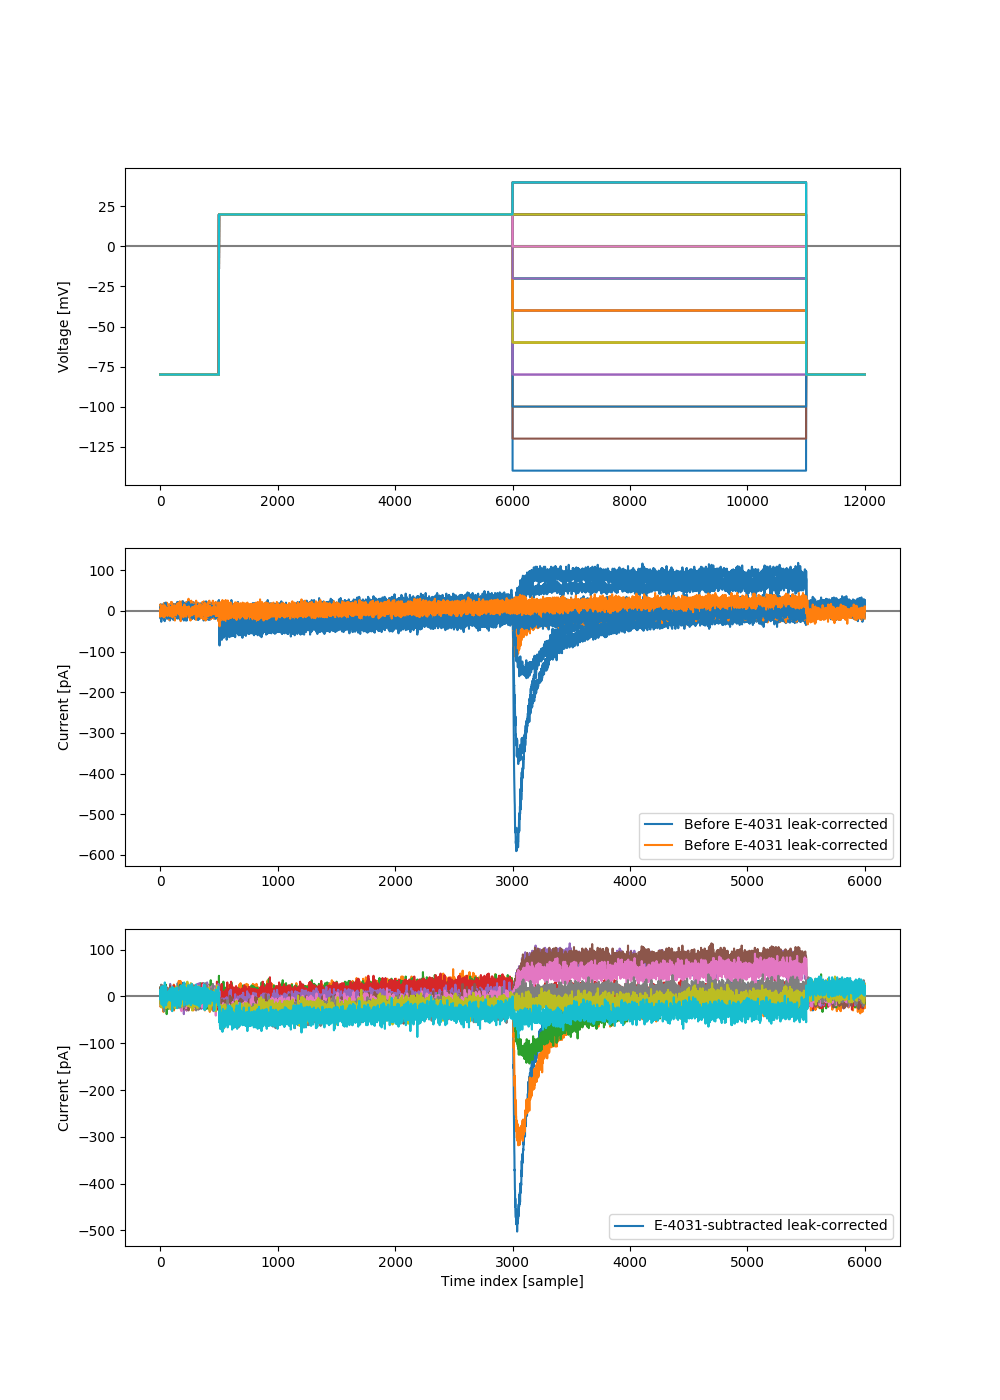 25
0
−25
−50
−75
−100
−125
Voltage [mV]
0 2000 4000 6000 8000 10000 12000
100
0
−100
−200
−300
−400
−500
−600
Current [pA]
Before E-4031 leak-corrected
Before E-4031 leak-corrected
0 1000 2000 3000 4000 5000 6000
100
0
−100
−200
−300
−400
−500
Current [pA]
E-4031-subtracted leak-corrected
0 1000 2000 3000 4000 5000 6000
Time index [sample]